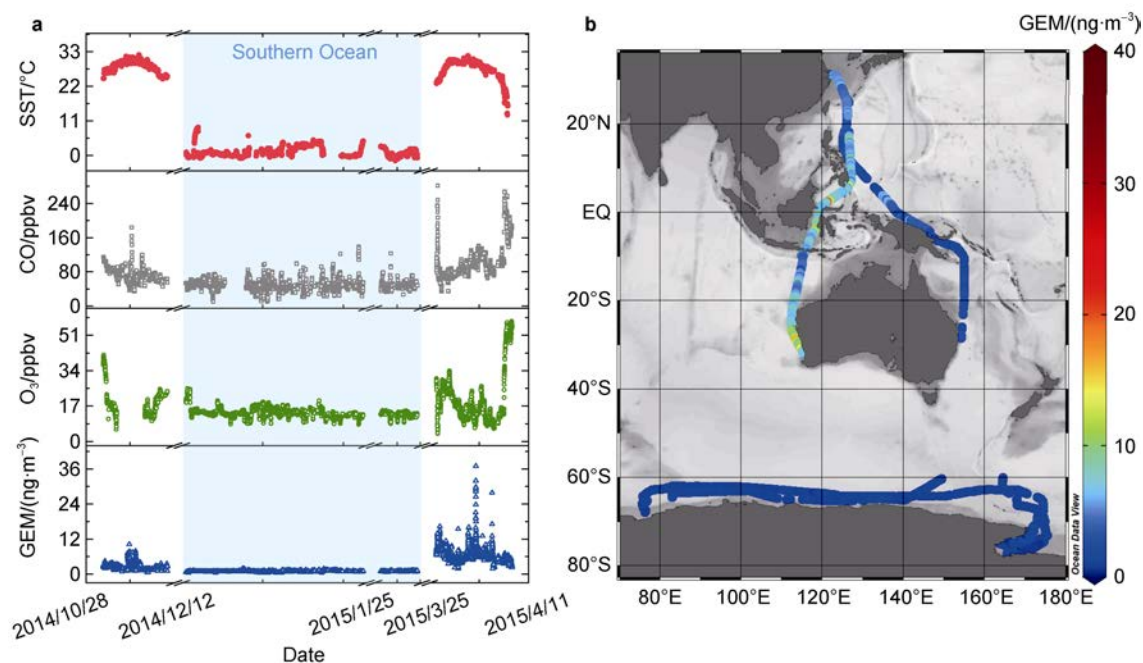 a
Southern Ocean
SST/°C
33
22
11
0
CO/ppbv
240
160
80
0
O₃/ppbv
51
34
17
0
GEM/(ng·m⁻³)
36
24
12
0
2014/10/28
2014/12/12
2015/1/25
2015/3/25
2015/4/11
Date
b
GEM/(ng·m⁻³)
40
30
20
10
0
20°N
EQ
20°S
40°S
60°S
80°S
80°E
100°E
120°E
140°E
160°E
180°E
Ocean Data View